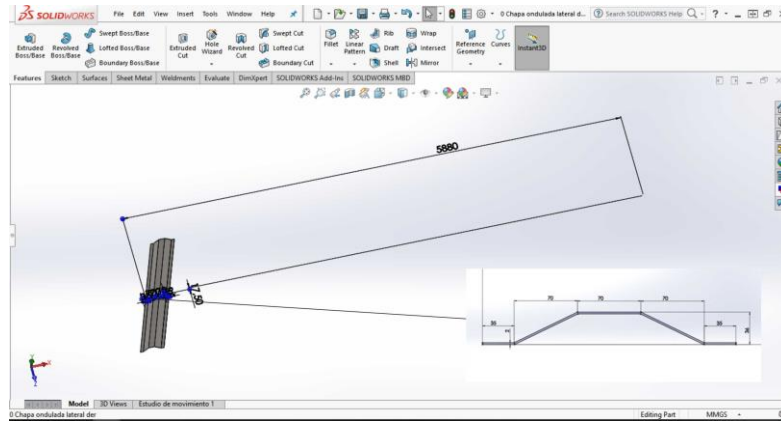 SOLIDWORKS File Edit View Insert Tools Window Help 0 Chapa ondulada lateral d... Search SOLIDWORKS Help
Extruded Boss/Base
Revolved Boss/Base
Swept Boss/Base
Lofted Boss/Base
Boundary Boss/Base
Extruded Cut
Hole Wizard
Revolved Cut
Swept Cut
Lofted Cut
Boundary Cut
Fillet
Linear Pattern
Rib
Draft
Shell
Wrap
Intersect
Mirror
Reference Geometry
Curves
Instant3D
Features Sketch Surfaces Sheet Metal Weldments Evaluate DimXpert SOLIDWORKS Add-Ins SOLIDWORKS MBD
5880
17.50
70 70 70
Model 3D Views Estudio de movimiento 1
0 Chapa ondulada lateral der Editing Part MMGS